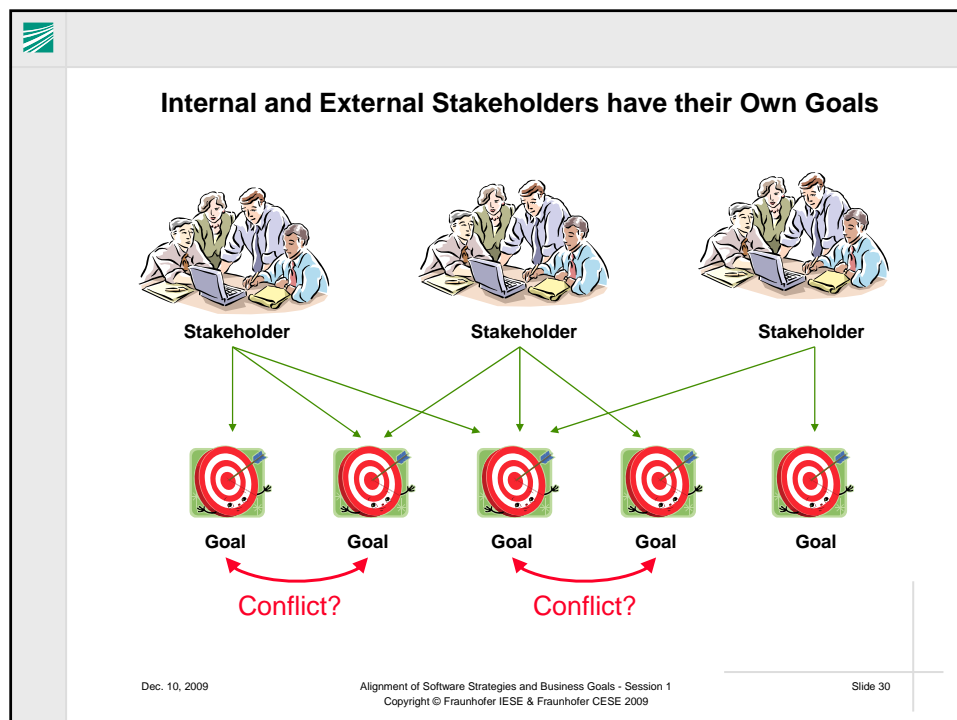 Internal and External Stakeholders have their Own Goals
Stakeholder Stakeholder Stakeholder
Goal Goal Goal Goal Goal
Conflict? Conflict?
Dec. 10, 2009 Alignment of Software Strategies and Business Goals - Session 1 Slide 30
Copyright © Fraunhofer IESE & Fraunhofer CESE 2009